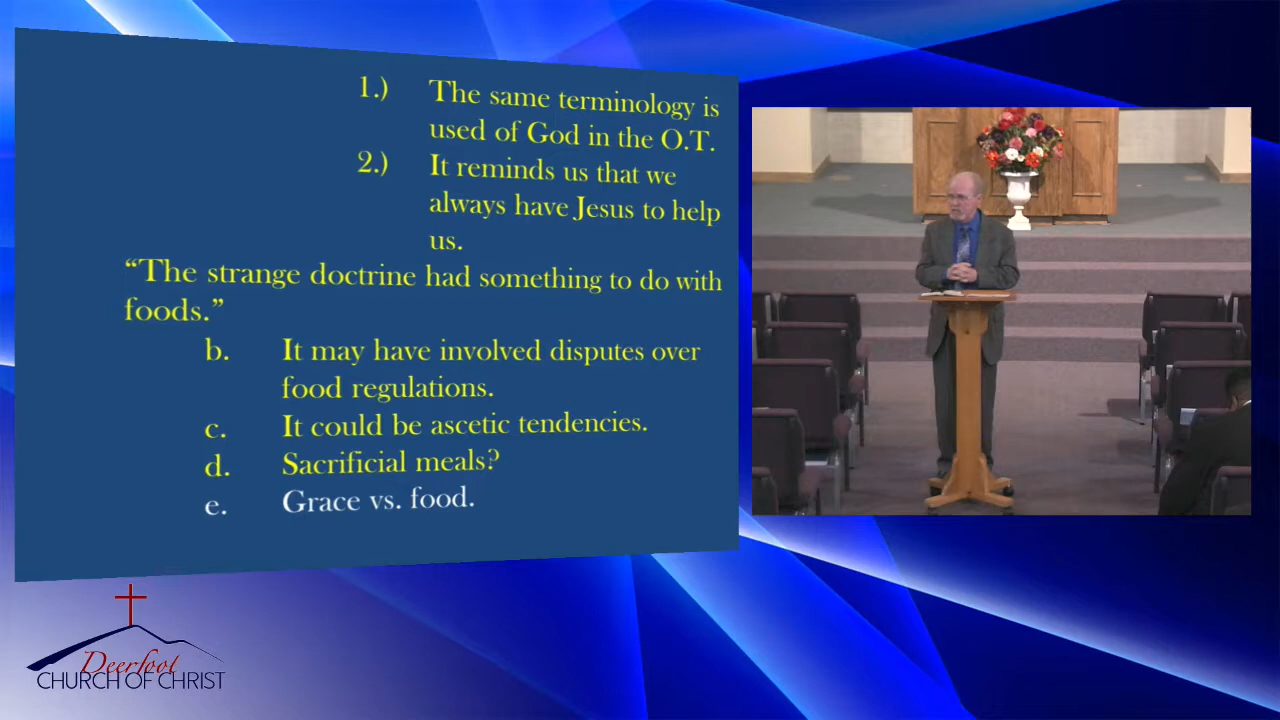 1.) The same terminology is
used of God in the O.T.
2.) It reminds us that we
always have Jesus to help
us.
“The strange doctrine had something to do with
foods.”
b. It may have involved disputes over
food regulations.
c. It could be ascetic tendencies.
d. Sacrificial meals?
e. Grace vs. food.
Deerfoot
CHURCH OF CHRIST